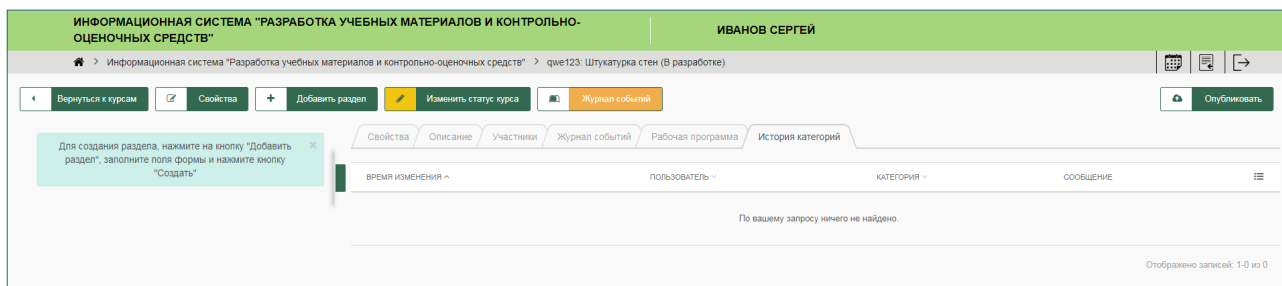 ИНФОРМАЦИОННАЯ СИСТЕМА "РАЗРАБОТКА УЧЕБНЫХ МАТЕРИАЛОВ И КОНТРОЛЬНО-
ОЦЕНОЧНЫХ СРЕДСТВ"
ИВАНОВ СЕРГЕЙ
> Информационная система "Разработка учебных материалов и контрольно-оценочных средств" > qwe123: Штукатурка стен (В разработке)
Вернуться к курсам Свойства Добавить раздел Изменить статус курса Журнал событий Опубликовать
Для создания раздела, нажмите на кнопку "Добавить
раздел", заполните поля формы и нажмите кнопку
"Создать"
Свойства Описание Участники Журнал событий Рабочая программа История категорий
ВРЕМЯ ИЗМЕНЕНИЯ ПОЛЬЗОВАТЕЛЬ КАТЕГОРИЯ СООБЩЕНИЕ
По вашему запросу ничего не найдено.
Отображено записей: 1-0 из 0